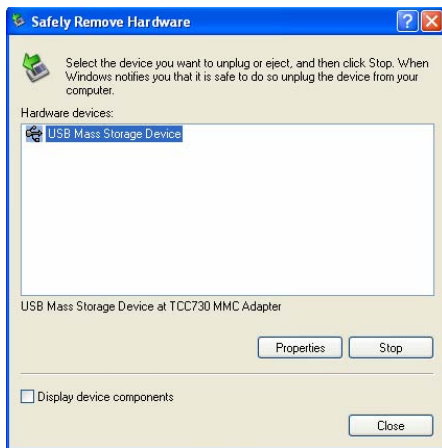 Safely Remove Hardware
Select the device you want to unplug or eject, and then click Stop. When
Windows notifies you that it is safe to do so unplug the device from your
computer.
Hardware devices:
USB Mass Storage Device
USB Mass Storage Device at TCC730 MMC Adapter
Properties
Stop
Display device components
Close